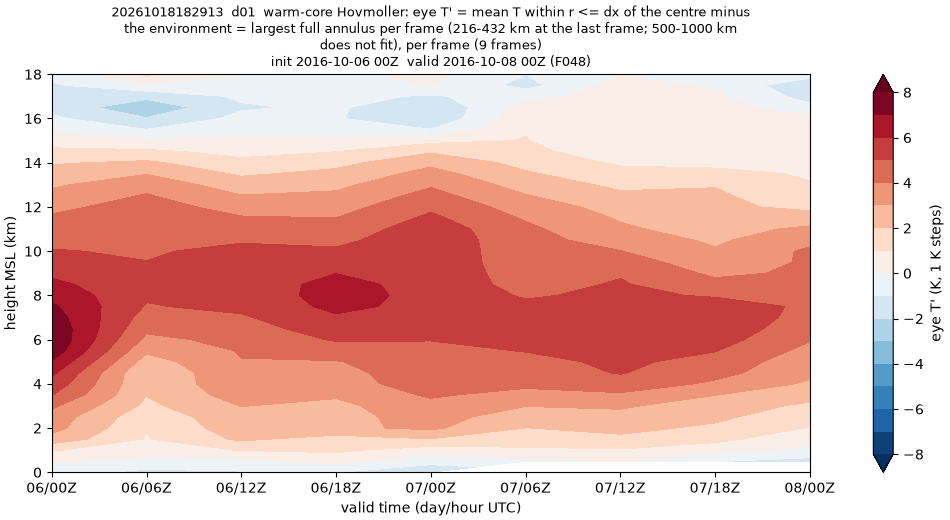 20261018182913  d01  warm-core Hovmoller: eye T' = mean T within r <= dx of the centre minus
the environment = largest full annulus per frame (216-432 km at the last frame; 500-1000 km
does not fit), per frame (9 frames)
init 2016-10-06 00Z  valid 2016-10-08 00Z (F048)
height MSL (km)
18
16
14
12
10
8
6
4
2
0
06/00Z
06/06Z
06/12Z
06/18Z
07/00Z
07/06Z
07/12Z
07/18Z
08/00Z
valid time (day/hour UTC)
8
6
4
2
0
−2
−4
−6
−8
eye T' (K, 1 K steps)